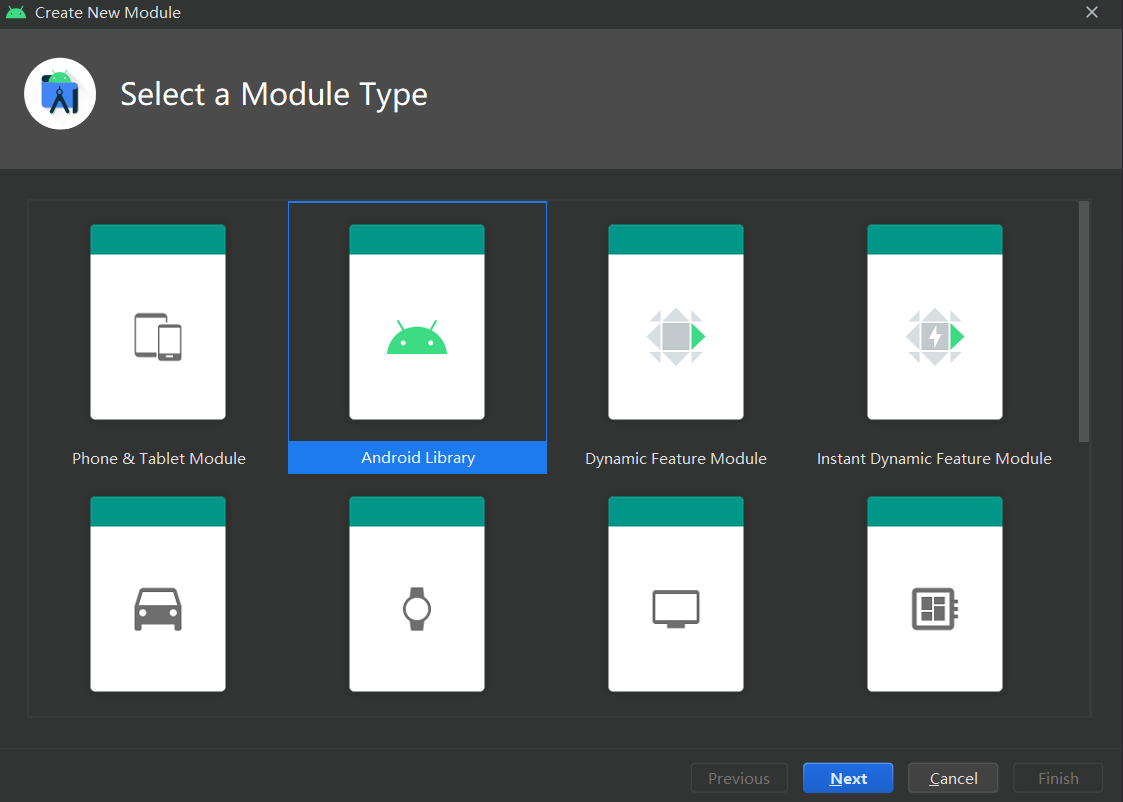 Create New Module
Select a Module Type
Phone & Tablet Module
Android Library
Dynamic Feature Module
Instant Dynamic Feature Module
Previous
Next
Cancel
Finish